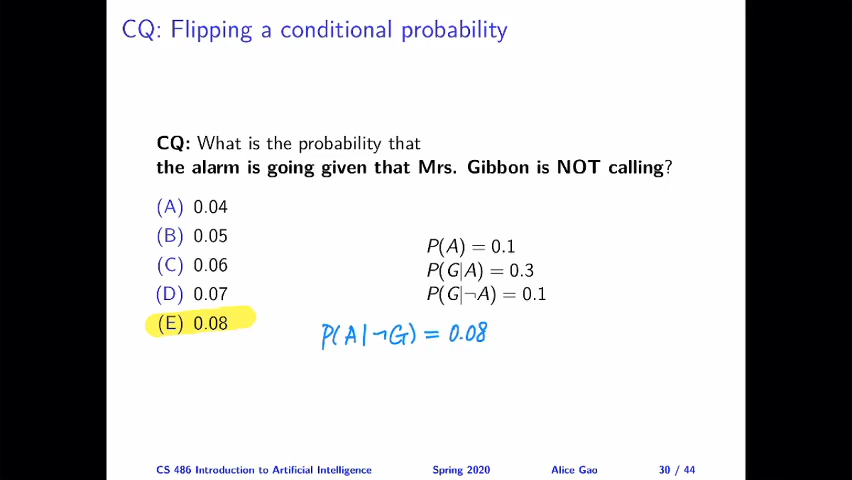 CQ: Flipping a conditional probability
CQ: What is the probability that
the alarm is going given that Mrs. Gibbon is NOT calling?
(A) 0.04
(B) 0.05
(C) 0.06
(D) 0.07
(E) 0.08
P(A) = 0.1
P(G|A) = 0.3
P(G|¬A) = 0.1
P(A|¬G) = 0.08
CS 486 Introduction to Artificial Intelligence Spring 2020 Alice Gao 30 / 44